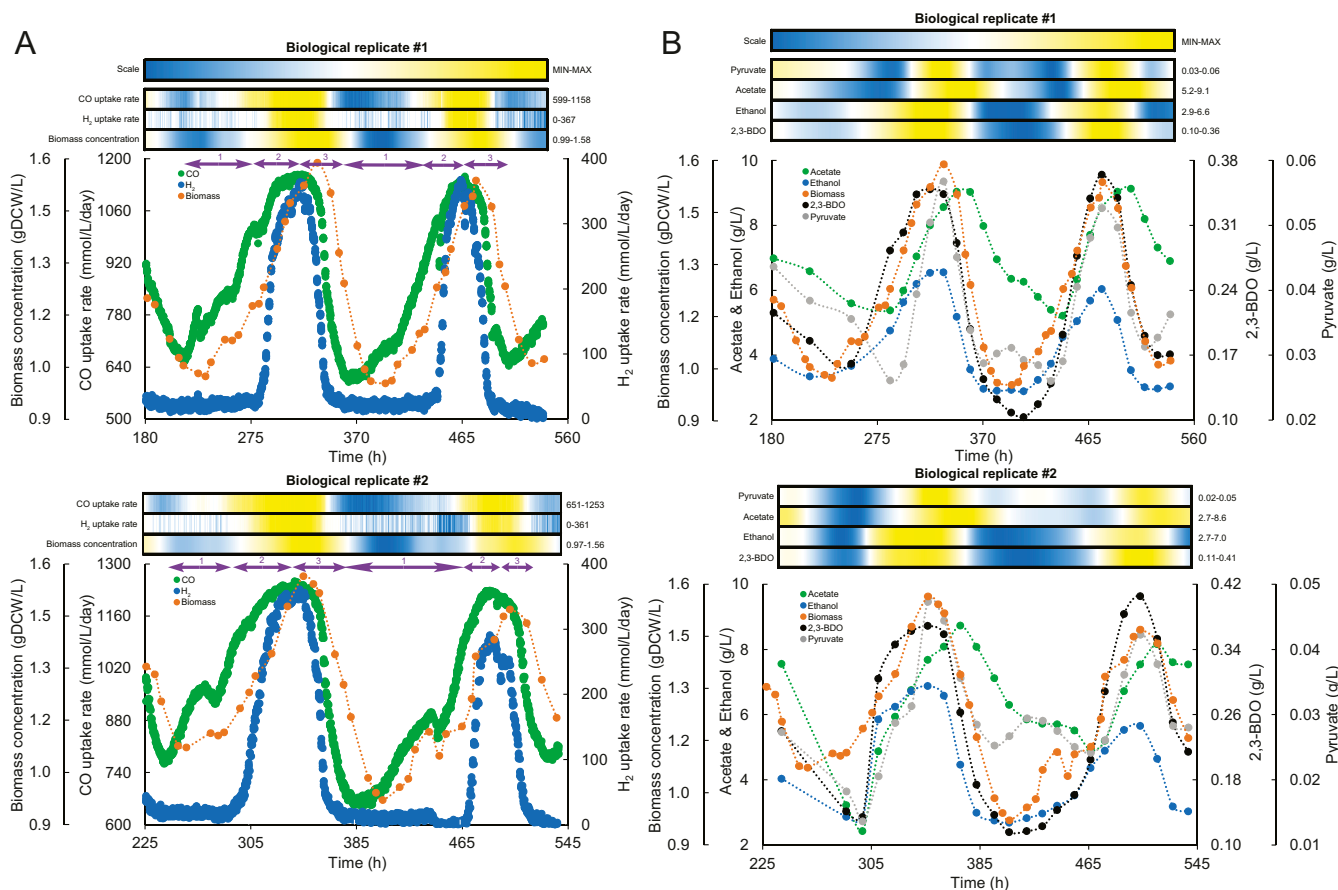 A
Biological replicate #1
Scale
MIN-MAX
CO uptake rate
599-1158
H₂ uptake rate
0-367
Biomass concentration
0.99-1.58
1 2 3 1 2 3
CO
H₂
Biomass
Biomass concentration (gDCW/L)
1.6
1.5
1.3
1.2
1.0
0.9
CO uptake rate (mmol/L/day)
1200
1060
920
780
640
500
H₂ uptake rate (mmol/L/day)
400
300
200
100
0
180 275 370 465 560
Time (h)
Biological replicate #2
CO uptake rate
651-1253
H₂ uptake rate
0-361
Biomass concentration
0.97-1.56
1 2 3 1 2 3
CO
H₂
Biomass
Biomass concentration (gDCW/L)
1.6
1.5
1.3
1.2
1.0
0.9
CO uptake rate (mmol/L/day)
1300
1160
1020
880
740
600
H₂ uptake rate (mmol/L/day)
400
300
200
100
0
225 305 385 465 545
Time (h)
B
Biological replicate #1
Scale
MIN-MAX
Pyruvate
0.03-0.06
Acetate
5.2-9.1
Ethanol
2.9-6.6
2,3-BDO
0.10-0.36
Acetate
Ethanol
Biomass
2,3-BDO
Pyruvate
Biomass concentration (gDCW/L)
1.6
1.5
1.3
1.2
1.0
0.9
Acetate & Ethanol (g/L/)
10
8
6
4
2
2,3-BDO (g/L)
0.38
0.31
0.24
0.17
0.10
Pyruvate (g/L)
0.06
0.05
0.04
0.03
0.02
180 275 370 465 560
Time (h)
Biological replicate #2
Pyruvate
0.02-0.05
Acetate
2.7-8.6
Ethanol
2.7-7.0
2,3-BDO
0.11-0.41
Acetate
Ethanol
Biomass
2,3-BDO
Pyruvate
Biomass concentration (gDCW/L)
1.6
1.5
1.3
1.2
1.0
0.9
Acetate & Ethanol (g/L/)
10
8
6
4
2
2,3-BDO (g/L)
0.42
0.34
0.26
0.18
0.10
Pyruvate (g/L)
0.05
0.04
0.03
0.02
0.01
225 305 385 465 545
Time (h)